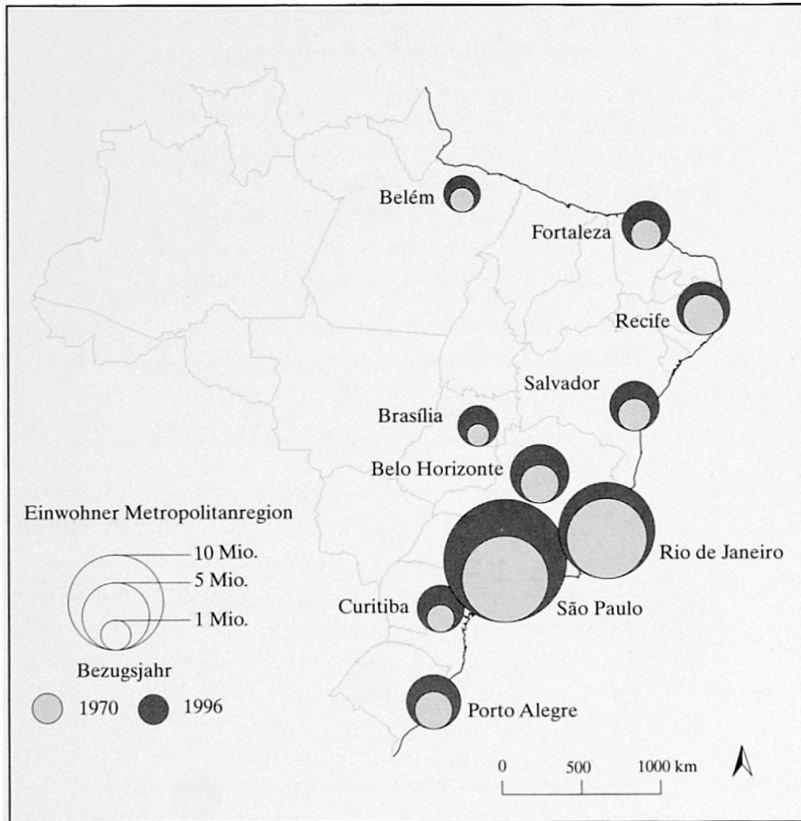 Belém
Fortaleza
Recife
Salvador
Brasília
Belo Horizonte
Rio de Janeiro
São Paulo
Curitiba
Porto Alegre
Einwohner Metropolitanregion
10 Mio.
5 Mio.
1 Mio.
Bezugsjahr
1970 1996
0 500 1000 km